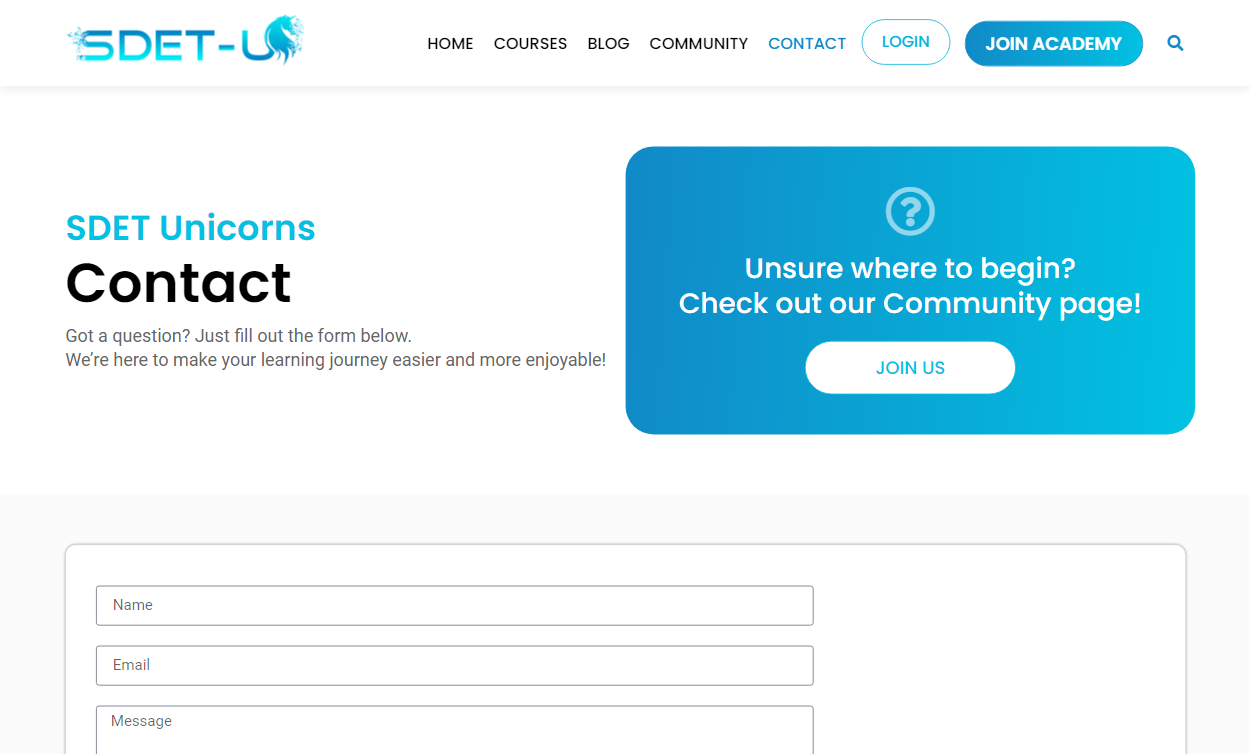 SDET-U
HOME COURSES BLOG COMMUNITY CONTACT LOGIN JOIN ACADEMY
SDET Unicorns
Contact
Got a question? Just fill out the form below.
We’re here to make your learning journey easier and more enjoyable!
Unsure where to begin?
Check out our Community page!
JOIN US
Name
Email
Message